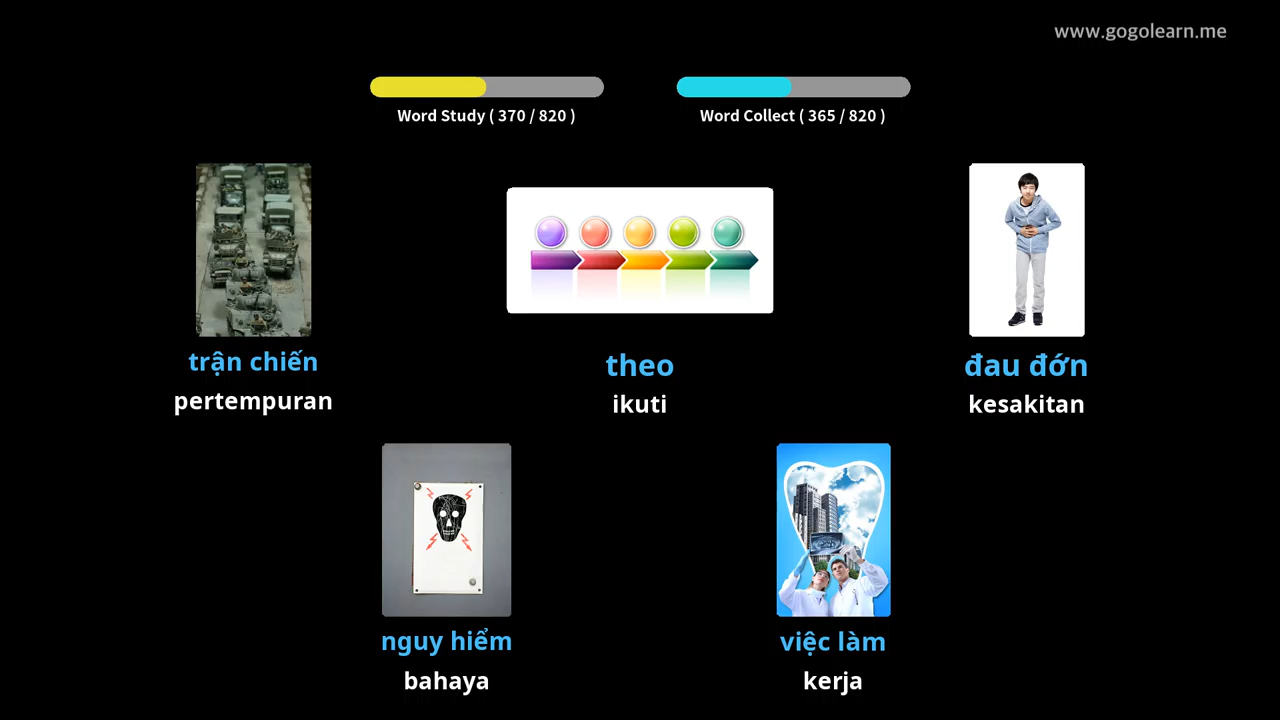 www.gogolearn.me
Word Study ( 370 / 820 )
Word Collect ( 365 / 820 )
trận chiến
pertempuran
theo
ikuti
đau đớn
kesakitan
nguy hiểm
bahaya
việc làm
kerja